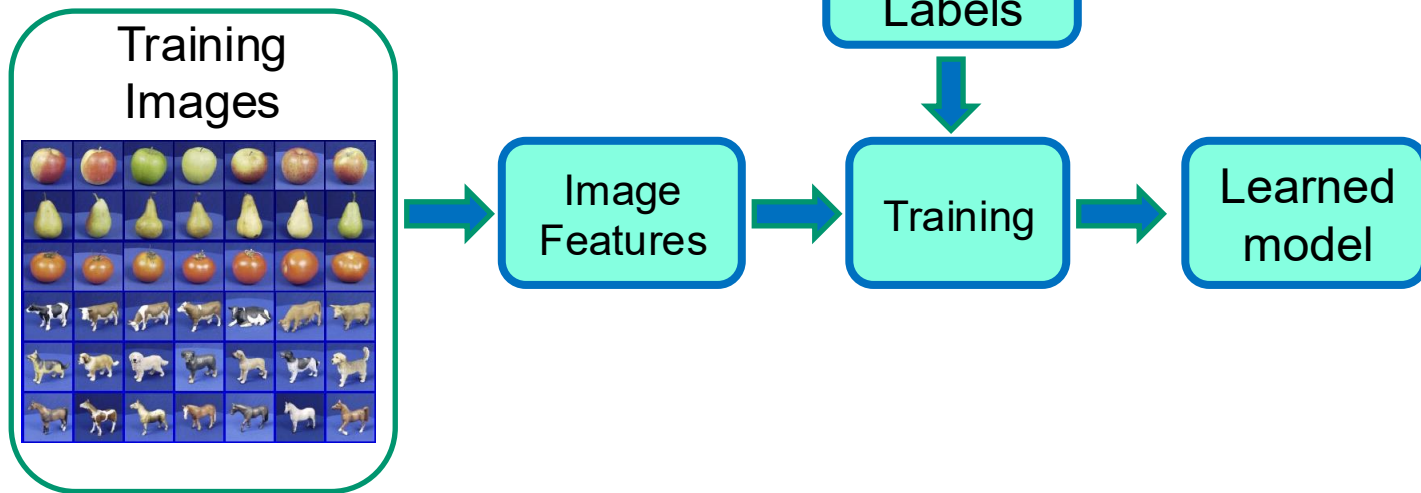 Training
Images
Labels
Image
Features
Training
Learned
model